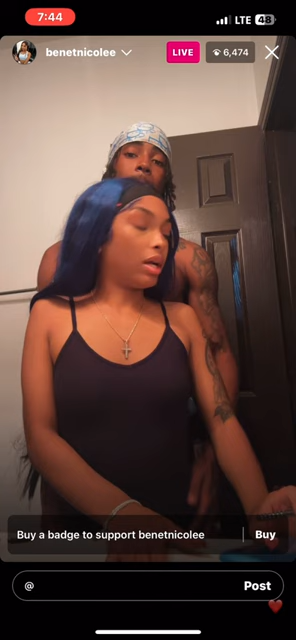 7:44
LTE 48
benetnicolee
LIVE
6,474
Buy a badge to support benetnicolee
Buy
@
Post